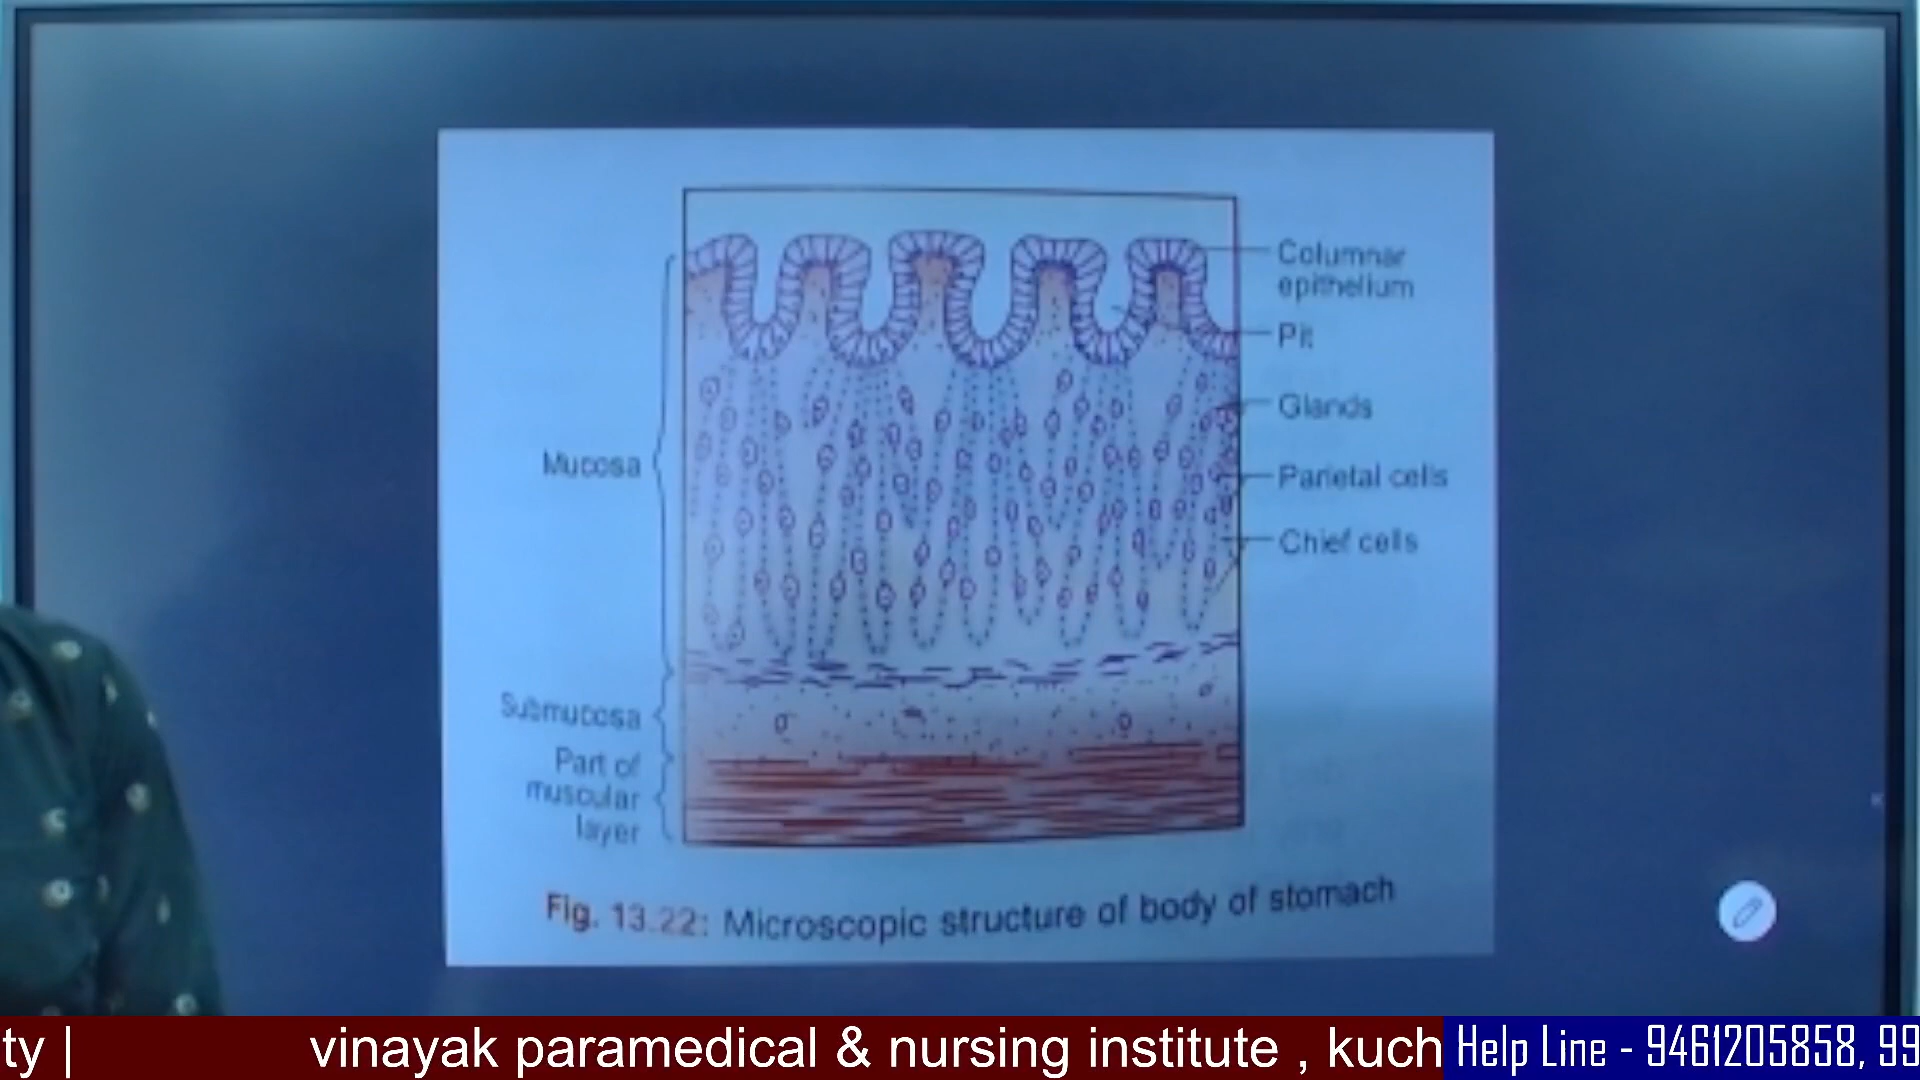 Columnar
epithelium
Pit
Glands
Mucosa
Parietal cells
Chief cells
Submucosa
Part of
muscular
layer
Fig. 13.22: Microscopic structure of body of stomach
ty | vinayak paramedical & nursing institute , kuch
Help Line - 9461205858, 99